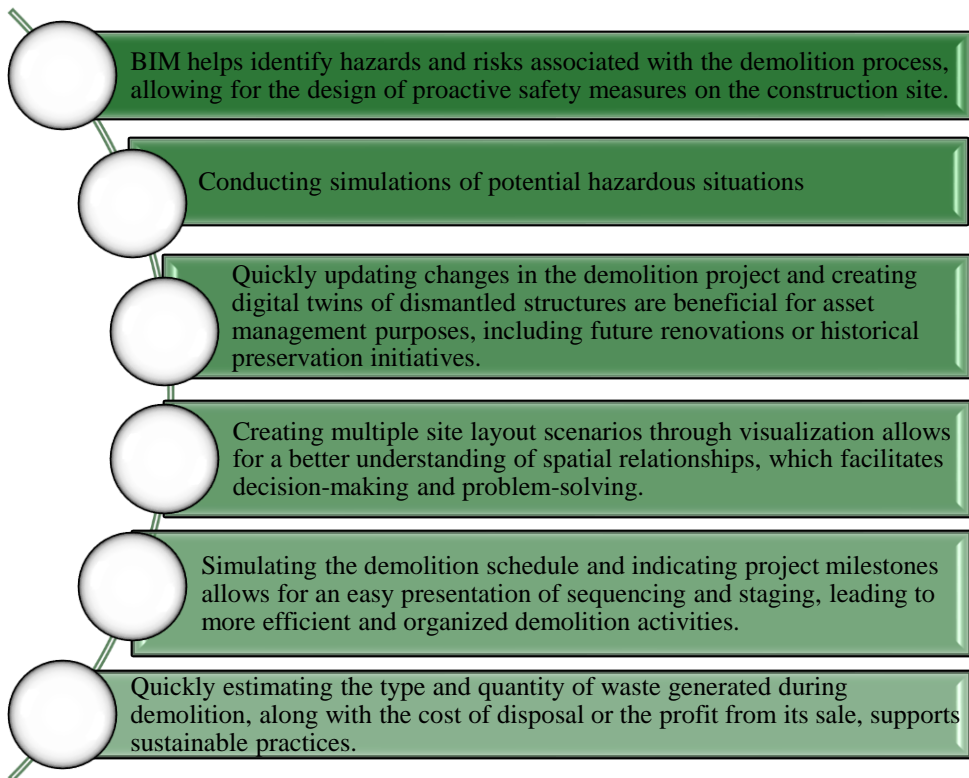 BIM helps identify hazards and risks associated with the demolition process,
allowing for the design of proactive safety measures on the construction site.
Conducting simulations of potential hazardous situations
Quickly updating changes in the demolition project and creating
digital twins of dismantled structures are beneficial for asset
management purposes, including future renovations or historical
preservation initiatives.
Creating multiple site layout scenarios through visualization allows
for a better understanding of spatial relationships, which facilitates
decision-making and problem-solving.
Simulating the demolition schedule and indicating project milestones
allows for an easy presentation of sequencing and staging, leading to
more efficient and organized demolition activities.
Quickly estimating the type and quantity of waste generated during
demolition, along with the cost of disposal or the profit from its sale, supports
sustainable practices.